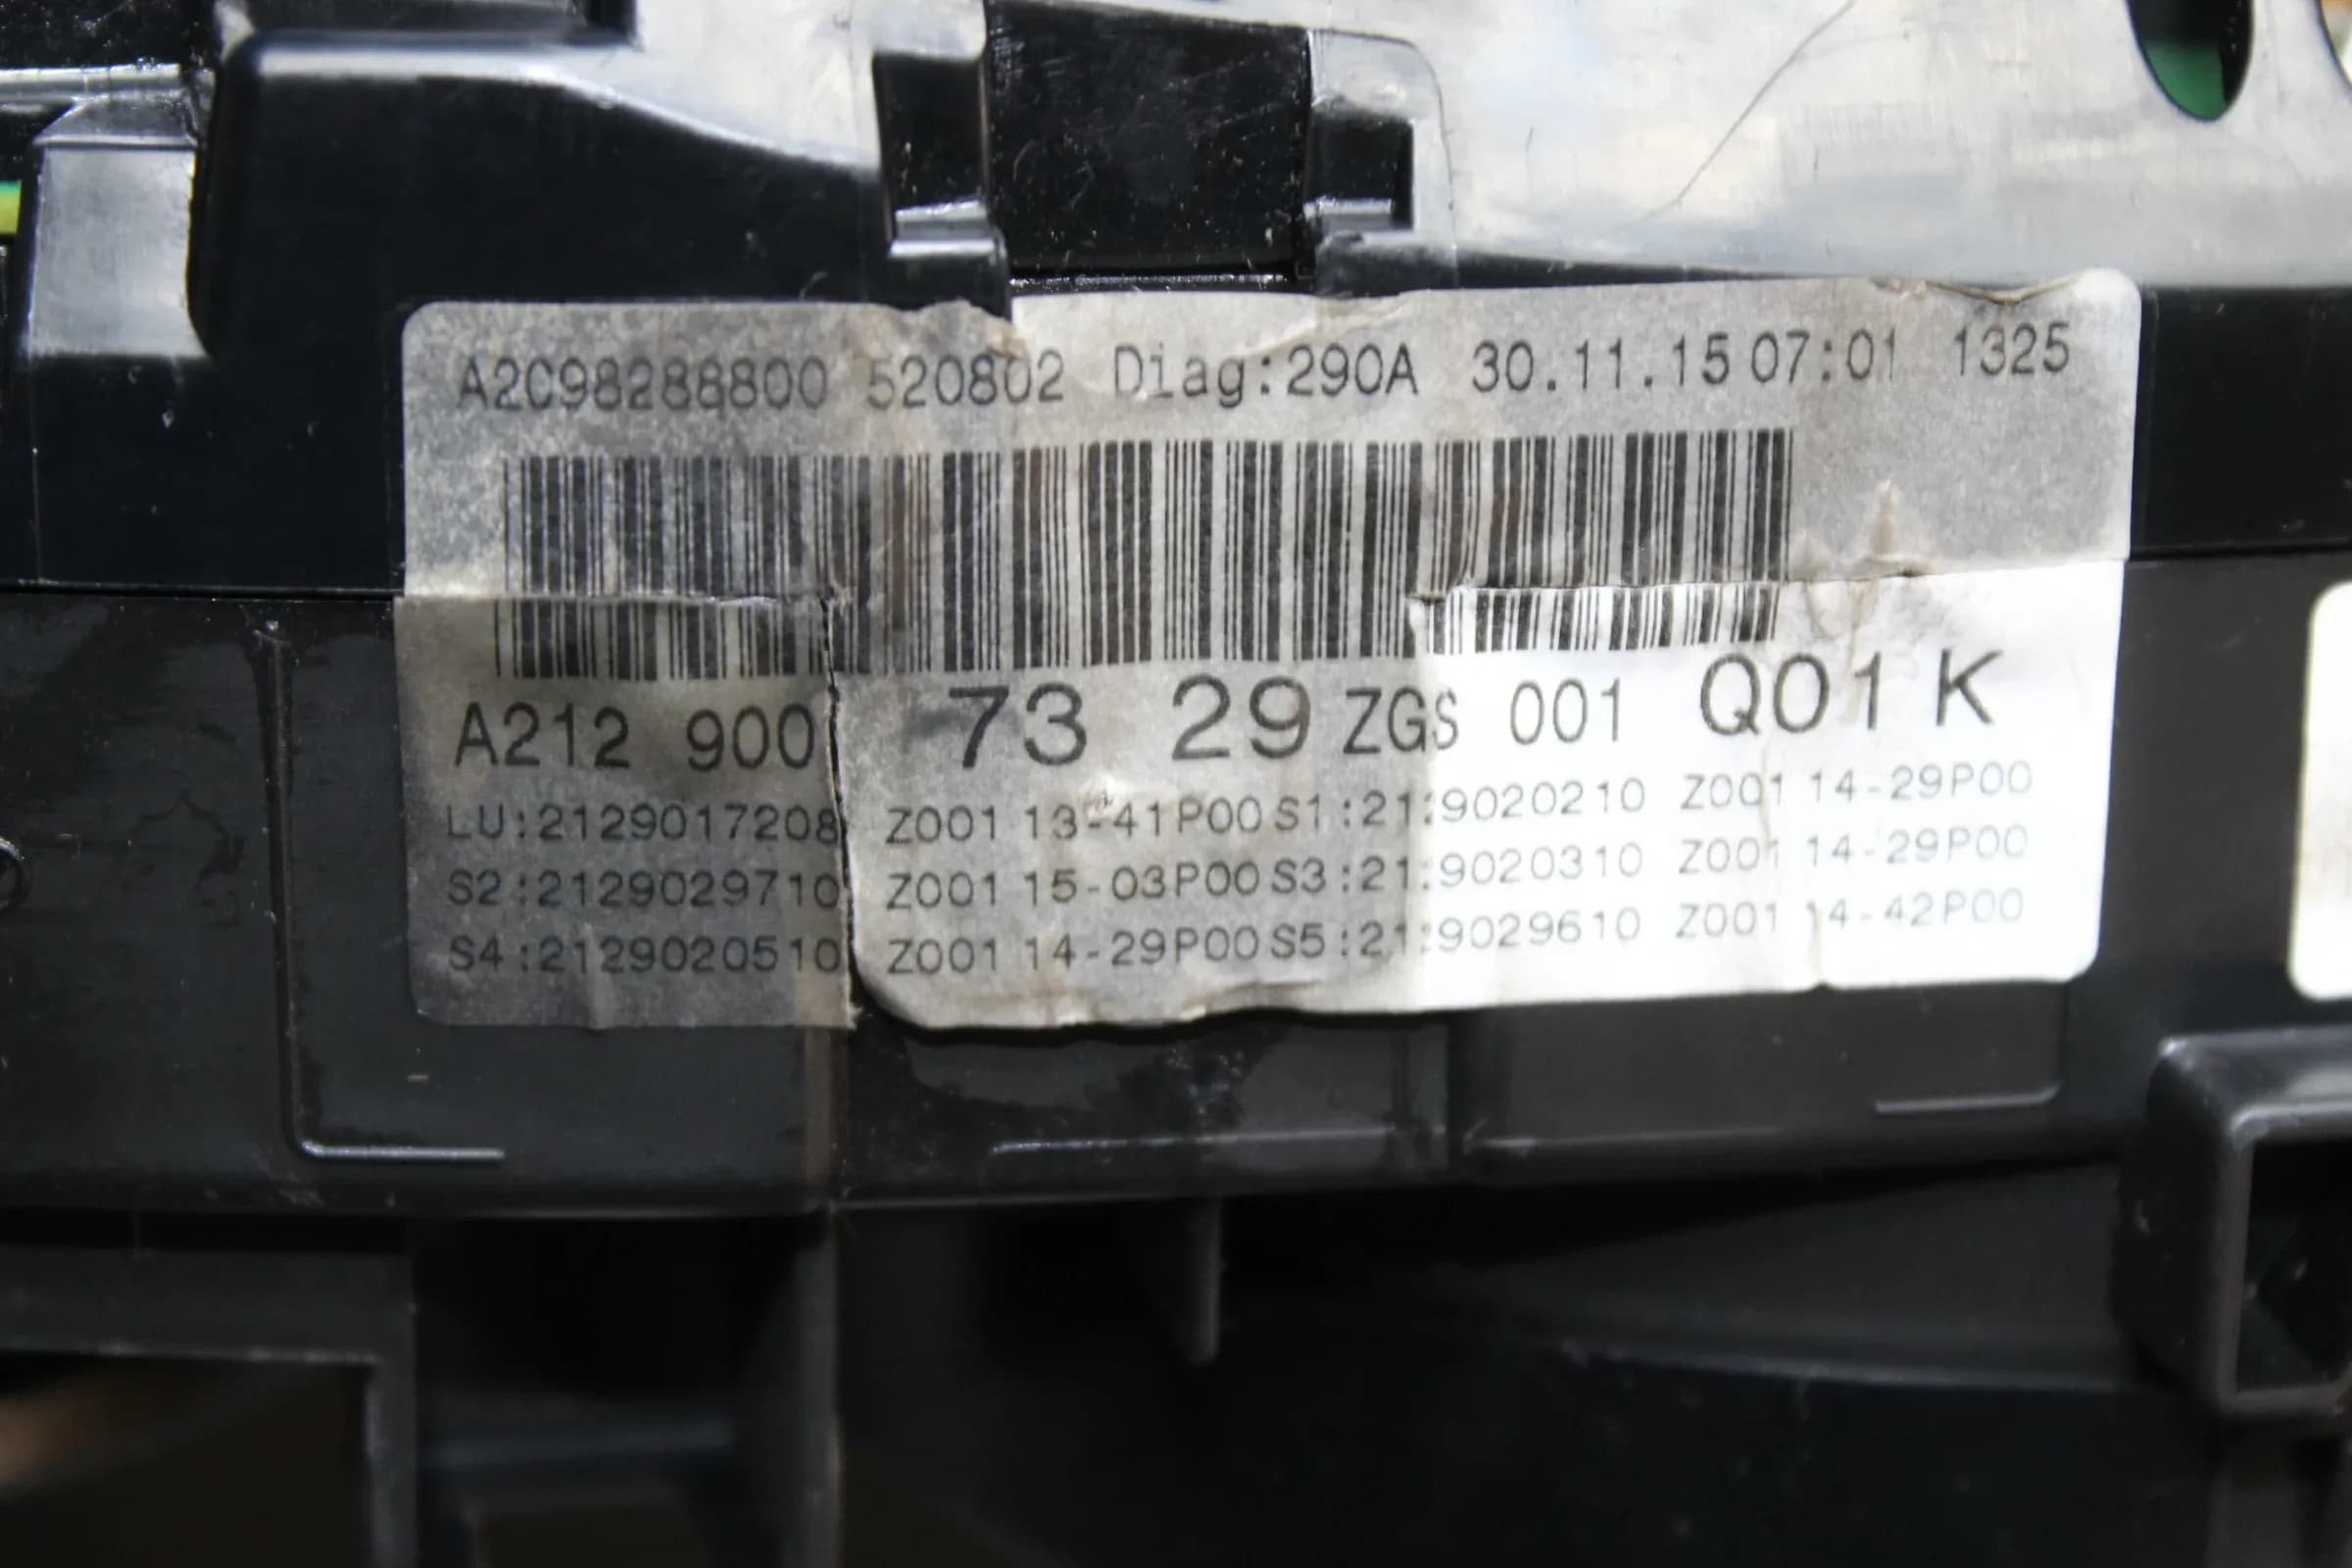 A2C98288800 520802 Diag:290A 30.11.15 07:01 1325
A212 900 73 29 ZGS 001 Q01 K
LU:2129017208 Z001 13-41P00 S1:2129020210 Z001 14-29P00
S2:2129029710 Z001 15-03P00 S3:2129020310 Z001 14-29P00
S4:2129020510 Z001 14-29P00 S5:2129029610 Z001 14-42P00